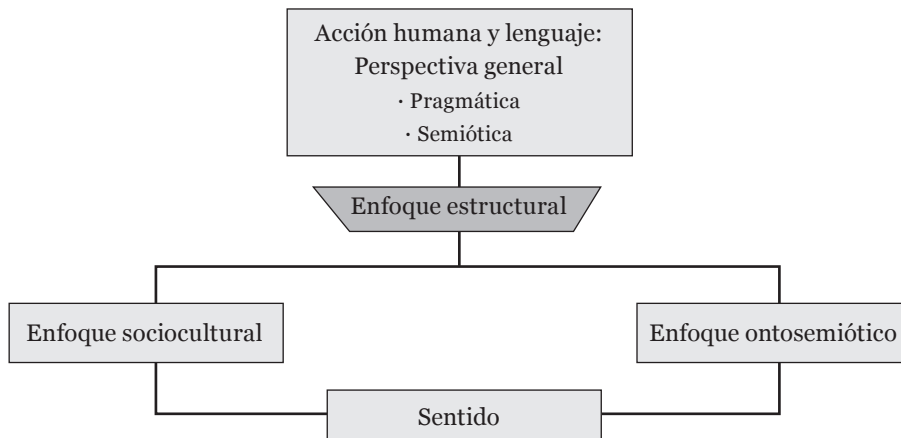 Acción humana y lenguaje:
Perspectiva general
· Pragmática
· Semiótica
Enfoque estructural
Enfoque sociocultural
Enfoque ontosemiótico
Sentido